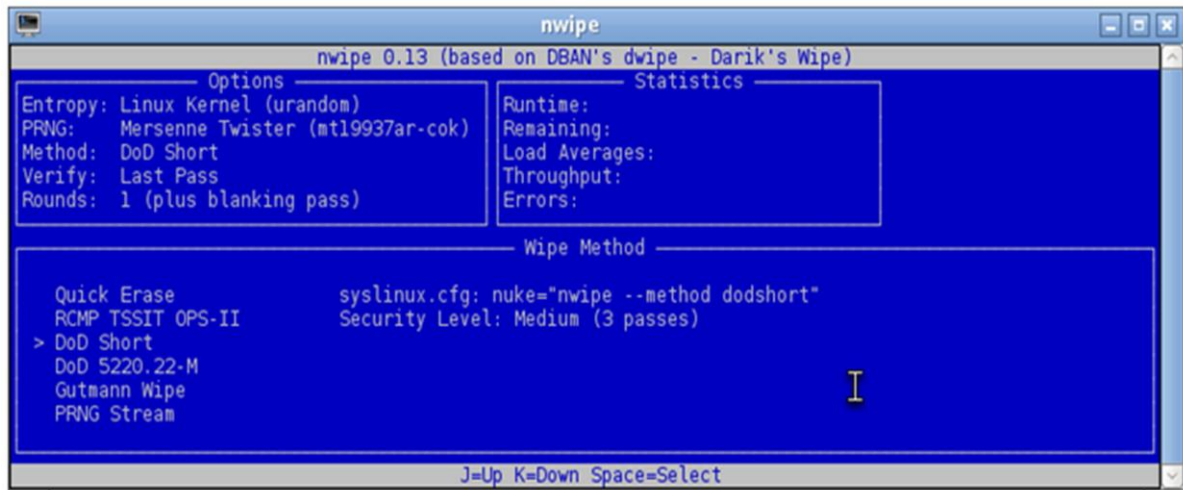 nwipe
nwipe 0.13 (based on DBAN's dwipe - Darik's Wipe)
Options
Entropy: Linux Kernel (urandom)
PRNG: Mersenne Twister (mt19937ar-cok)
Method: DoD Short
Verify: Last Pass
Rounds: 1 (plus blanking pass)
Statistics
Runtime:
Remaining:
Load Averages:
Throughput:
Errors:
Wipe Method
Quick Erase syslinux.cfg: nuke="nwipe --method dodshort"
RCMP TSSIT OPS-II Security Level: Medium (3 passes)
> DoD Short
DoD 5220.22-M
Gutmann Wipe
PRNG Stream
J=Up K=Down Space=Select